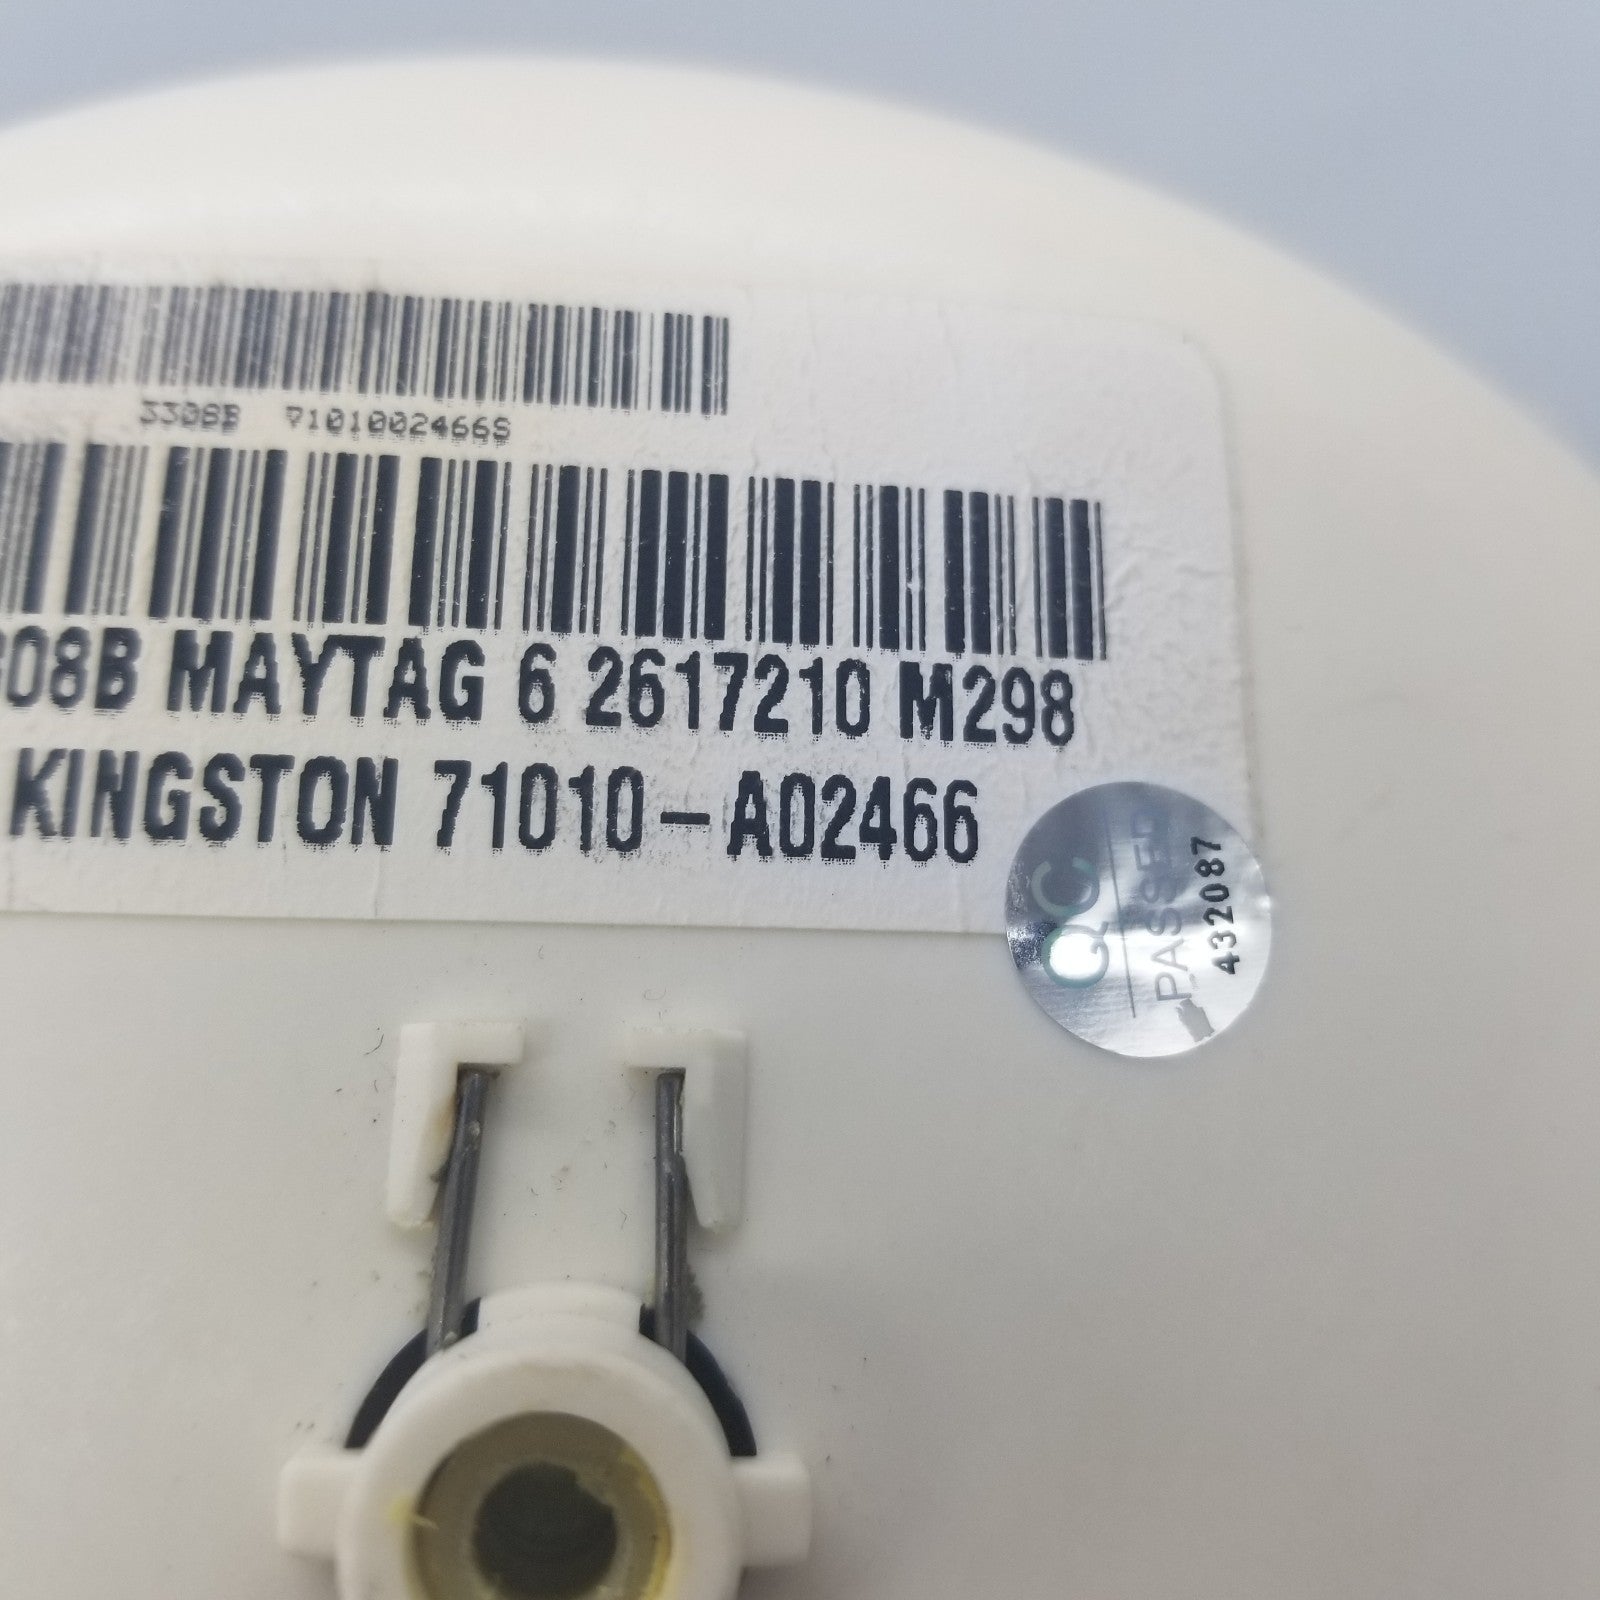 3308B 7101002466S
308B MAYTAG 6 2617210 M298
KINGSTON 71010-A02466
QC
PASSED
432087